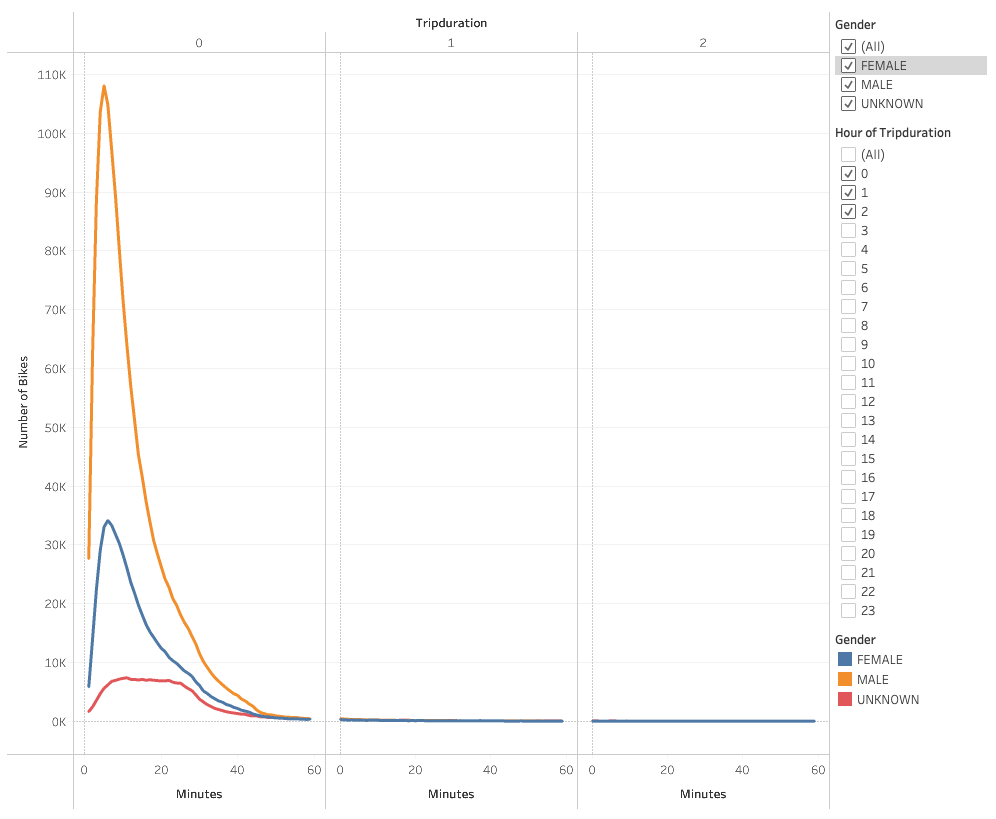 Tripduration
0 1 2
110K
100K
90K
80K
70K
60K
50K
40K
30K
20K
10K
0K
Number of Bikes
0 20 40 60 0 20 40 60 0 20 40 60
Minutes Minutes Minutes
Gender
(All)
FEMALE
MALE
UNKNOWN
Hour of Tripduration
(All)
0
1
2
3
4
5
6
7
8
9
10
11
12
13
14
15
16
17
18
19
20
21
22
23
Gender
FEMALE
MALE
UNKNOWN